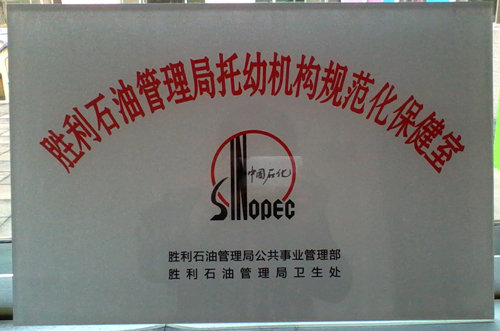 胜利石油管理局托幼机构规范化保健室
中国石化
SINOPEC
胜利石油管理局公共事业管理部
胜利石油管理局卫生处